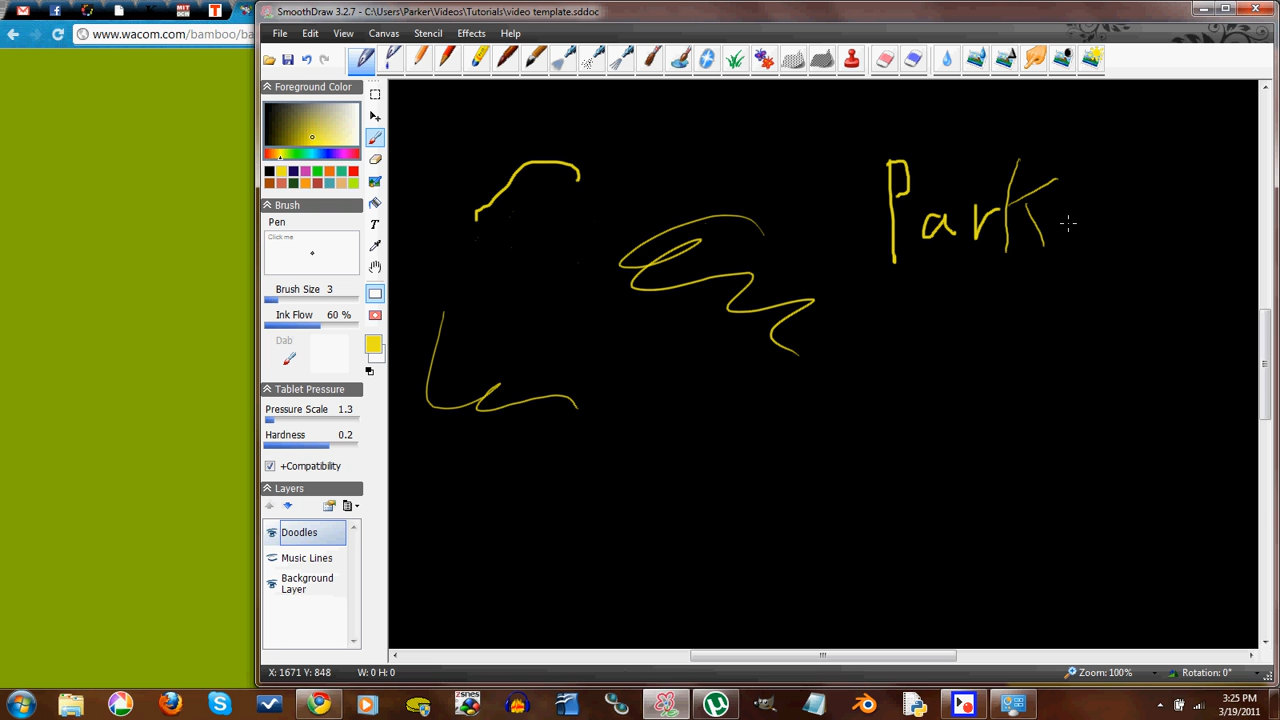 SmoothDraw 3.2.7 - C:\Users\Parker\Videos\Tutorials\video template.sddoc
www.wacom.com/bamboo/ba
File Edit View Canvas Stencil Effects Help
Foreground Color
Brush
Pen
Click me
Brush Size 3
Ink Flow 60 %
Dab
Tablet Pressure
Pressure Scale 1.3
Hardness 0.2
+Compatibility
Layers
Doodles
Music Lines
Background
Layer
ParK
X: 1671 Y: 848 W: 0 H: 0
Zoom: 100% Rotation: 0°
3:25 PM
3/19/2011